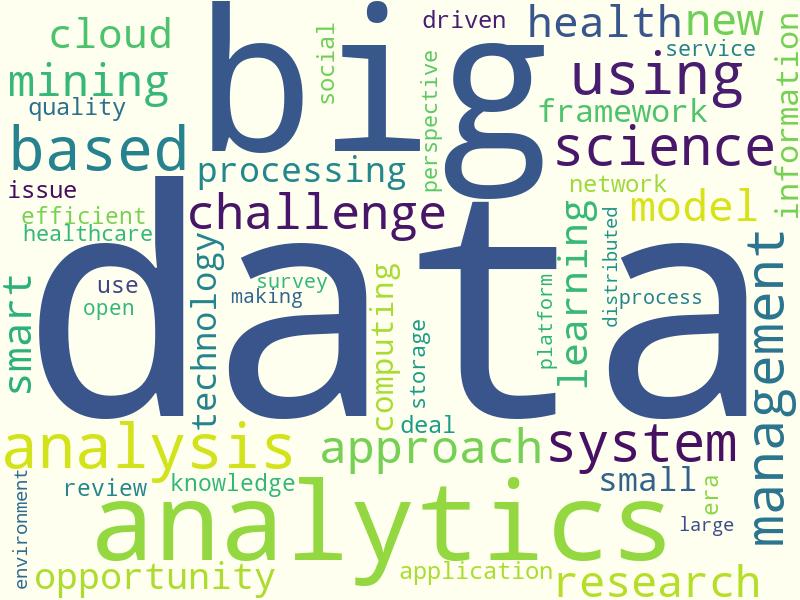 cloud
big
social
driven
health
new
information
mining
perspective
service
using
quality
framework
based
processing
science
issue
network
efficient
challenge
model
healthcare
data
smart
use
open
technology
survey
making
computing
storage
platform
learning
distributed
process
management
deal
analysis
approach
system
environment
review
knowledge
small
era
analytics
large
opportunity
application
research